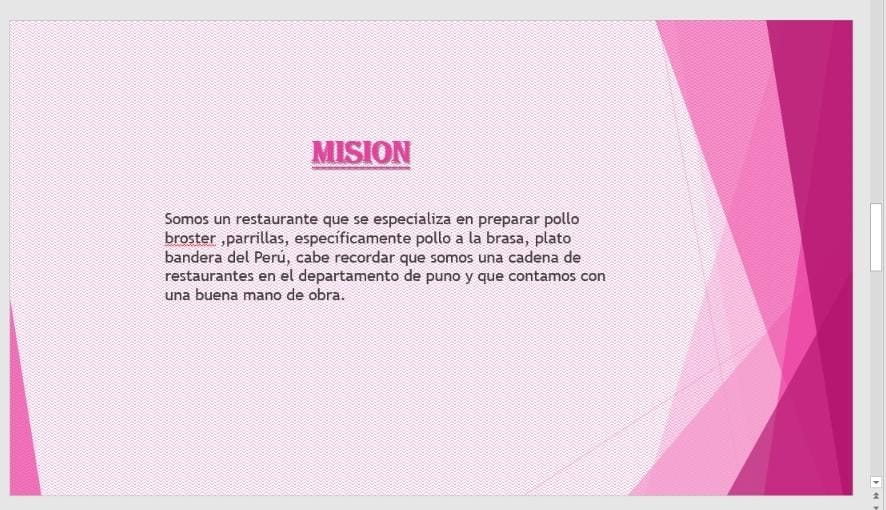 MISION
Somos un restaurante que se especializa en preparar pollo
broster ,parrillas, específicamente pollo a la brasa, plato
bandera del Perú, cabe recordar que somos una cadena de
restaurantes en el departamento de puno y que contamos con
una buena mano de obra.